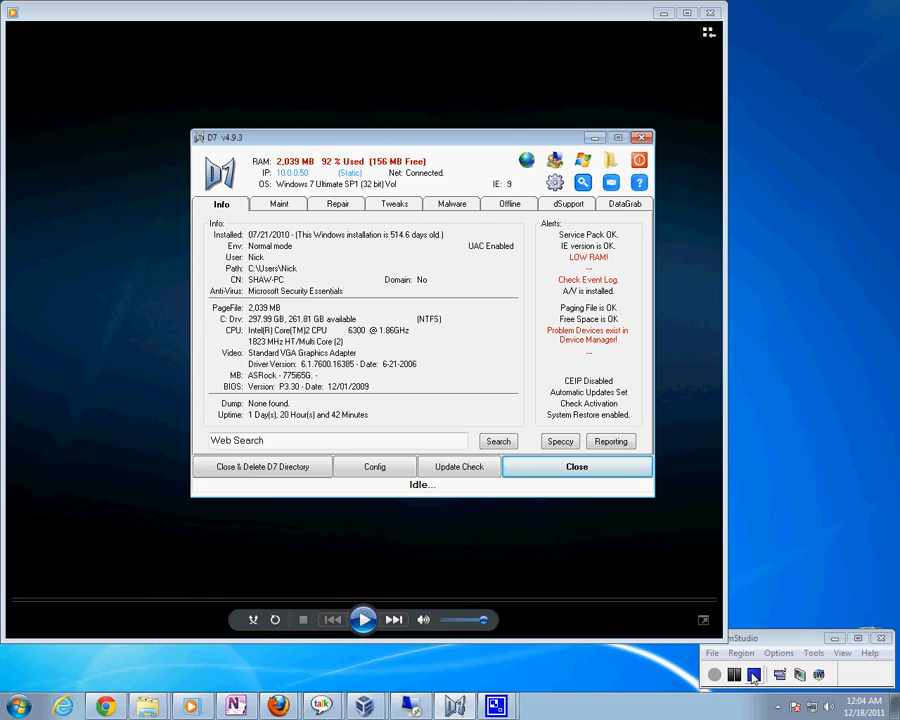 D7 v4.9.3
D7
RAM: 2,039 MB 92 % Used (156 MB Free)
IP: 10.0.0.50 (Static) Net: Connected.
OS: Windows 7 Ultimate SP1 (32 bit) Vol IE: 9
Info Maint Repair Tweaks Malware Offline dSupport DataGrab
Info:
Installed: 07/21/2010 - (This Windows installation is 514.6 days old.)
Env: Normal mode UAC Enabled
User: Nick
Path: C:\Users\Nick
CN: SHAW-PC Domain: No
Anti-Virus: Microsoft Security Essentials
PageFile: 2,039 MB
C: Drv: 297.99 GB, 261.81 GB available (NTFS)
CPU: Intel(R) Core(TM)2 CPU 6300 @ 1.86GHz
1823 MHz HT/Multi Core (2)
Video: Standard VGA Graphics Adapter
Driver Version: 6.1.7600.16385 - Date: 6-21-2006
MB: ASRock - 775i65G. -
BIOS: Version: P3.30 - Date: 12/01/2009
Dump: None found.
Uptime: 1 Day(s), 20 Hour(s) and 42 Minutes
Alerts:
Service Pack OK.
IE version is OK.
LOW RAM!
...
Check Event Log.
A/V is installed.
Paging File is OK
Free Space is OK
Problem Devices exist in
Device Manager!
...
CEIP Disabled
Automatic Updates Set
Check Activation
System Restore enabled.
Web Search Search Speccy Reporting
Close & Delete D7 Directory Config Update Check Close
Idle...
mStudio
File Region Options Tools View Help
talk
12:04 AM
12/18/2011